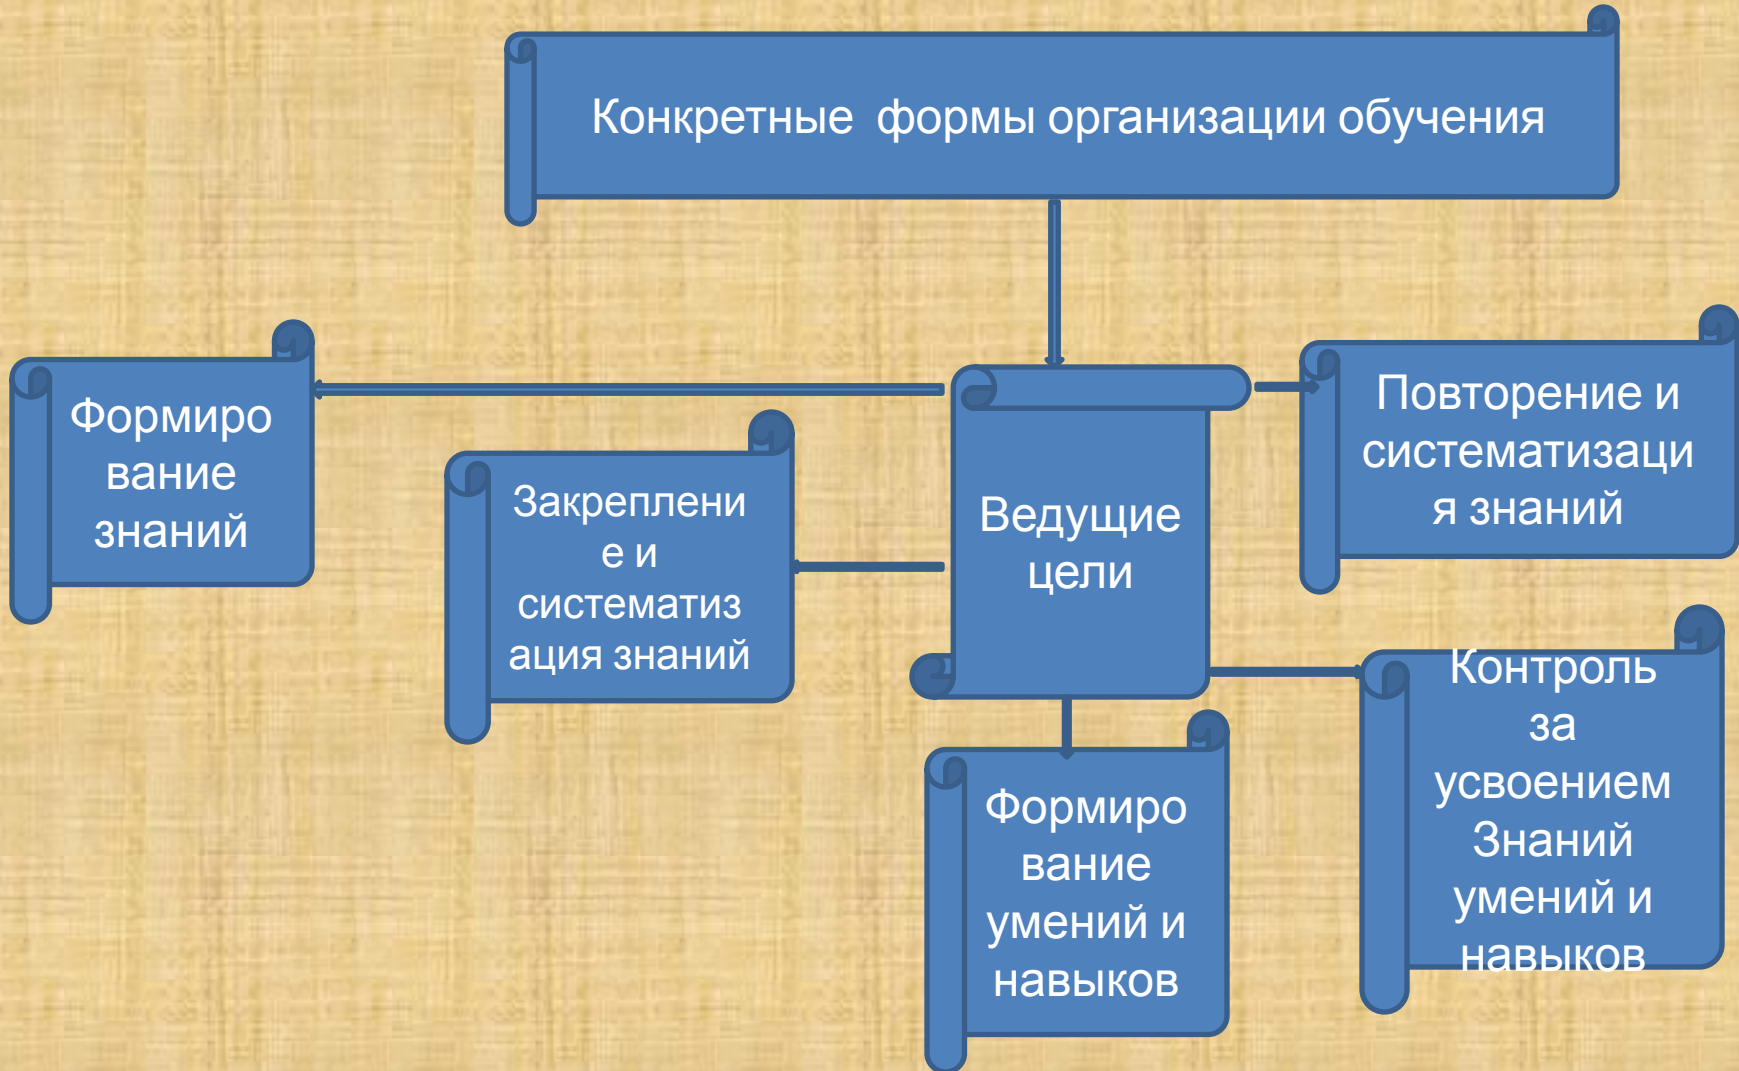 Конкретные формы организации обучения
Формиро
вание
знаний
Закреплени
е и
систематиз
ация знаний
Ведущие
цели
Повторение и
систематизаци
я знаний
Формиро
вание
умений и
навыков
Контроль
за
усвоением
Знаний
умений и
навыков